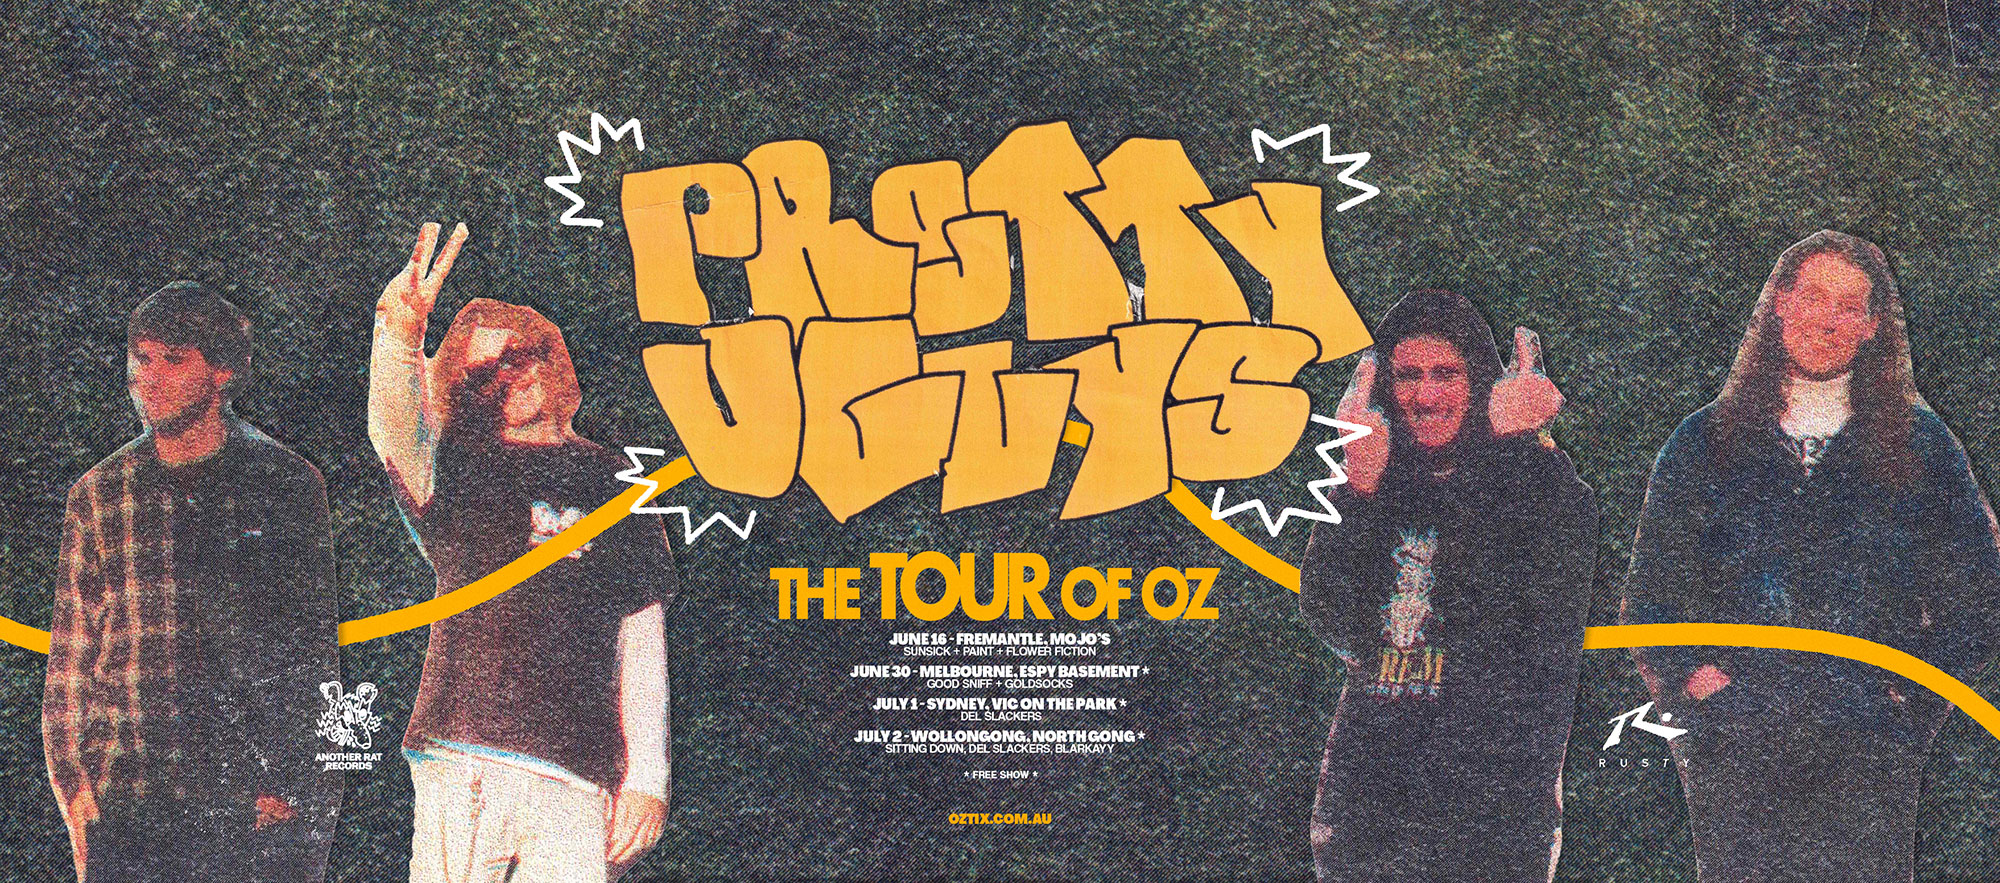 PRETTY
UGLYS
THE TOUR OF OZ
JUNE 16 - FREMANTLE, MOJO'S
SUNSICK + PAINT + FLOWER FICTION
JUNE 30 - MELBOURNE, ESPY BASEMENT *
GOOD SNIFF + GOLDSOCKS
JULY 1 - SYDNEY, VIC ON THE PARK *
DEL SLACKERS
JULY 2 - WOLLONGONG, NORTH GONG *
SITTING DOWN, DEL SLACKERS, BLARKAYY
* FREE SHOW *
OZTIX.COM.AU
ANOTHER RAT
RECORDS
R.
RUSTY